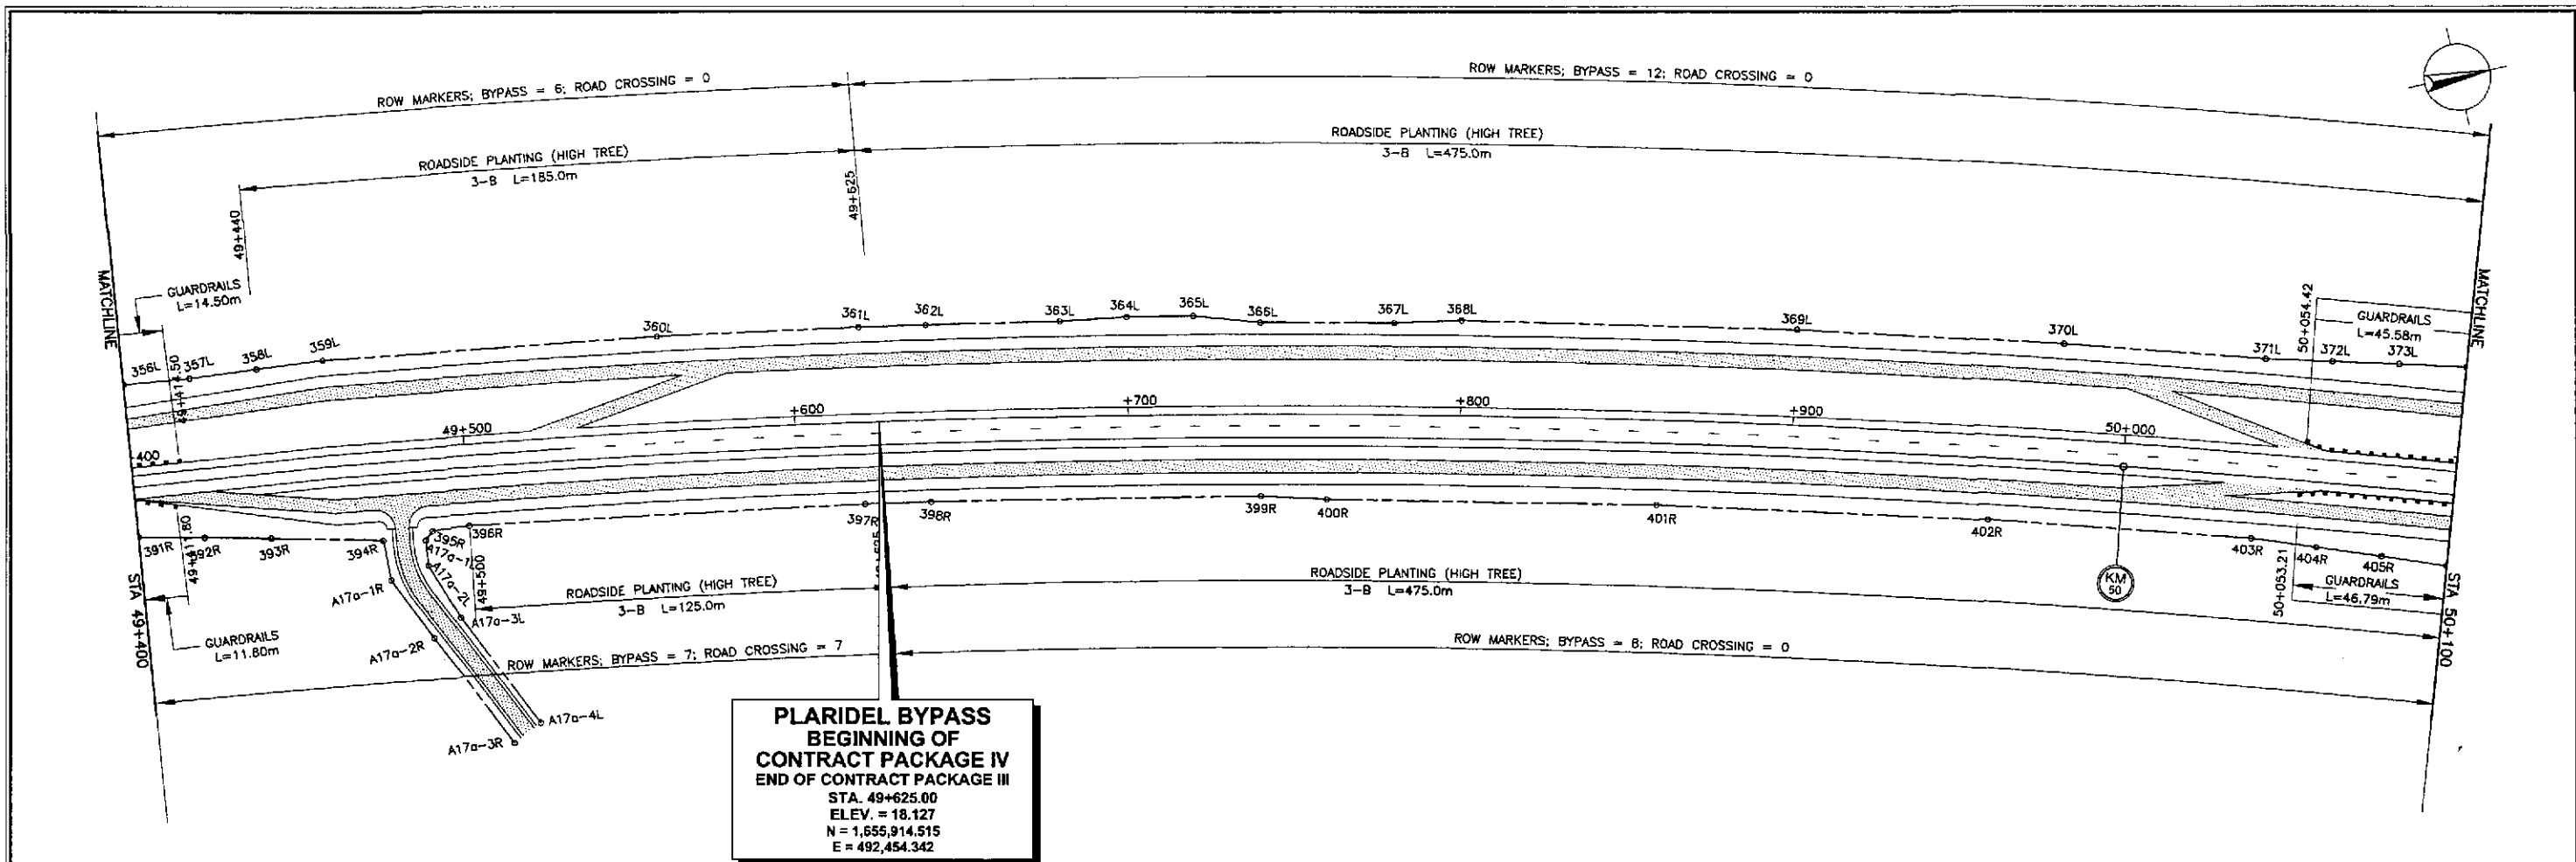 ROW MARKERS; BYPASS = 6; ROAD CROSSING = 0
ROW MARKERS; BYPASS = 12; ROAD CROSSING = 0
ROADSIDE PLANTING (HIGH TREE)
3-B L=185.0m
ROADSIDE PLANTING (HIGH TREE)
3-B L=475.0m
49+440
49+625
MATCHLINE
GUARDRAILS
L=14.50m
49+414.50
356L
357L
358L
359L
360L
361L
362L
363L
364L
365L
366L
367L
368L
369L
370L
371L
372L
373L
50+054.42
GUARDRAILS
L=45.58m
MATCHLINE
400
49+500
+600
+700
+800
+900
50+000
391R
392R
393R
394R
395R
396R
397R
398R
399R
400R
401R
402R
403R
404R
405R
49+411.80
A17a-1L
A17a-2L
A17a-3L
A17a-4L
A17a-1R
A17a-2R
A17a-3R
49+500
STA 49+400
GUARDRAILS
L=11.80m
ROADSIDE PLANTING (HIGH TREE)
3-B L=125.0m
ROADSIDE PLANTING (HIGH TREE)
3-B L=475.0m
KM
50
50+053.21
GUARDRAILS
L=46.79m
STA 50+100
ROW MARKERS; BYPASS = 7; ROAD CROSSING = 7
ROW MARKERS; BYPASS = 8; ROAD CROSSING = 0
PLARIDEL BYPASS
BEGINNING OF
CONTRACT PACKAGE IV
END OF CONTRACT PACKAGE III
STA. 49+625.00
ELEV. = 18.127
N = 1,655,914.515
E = 492,454.342